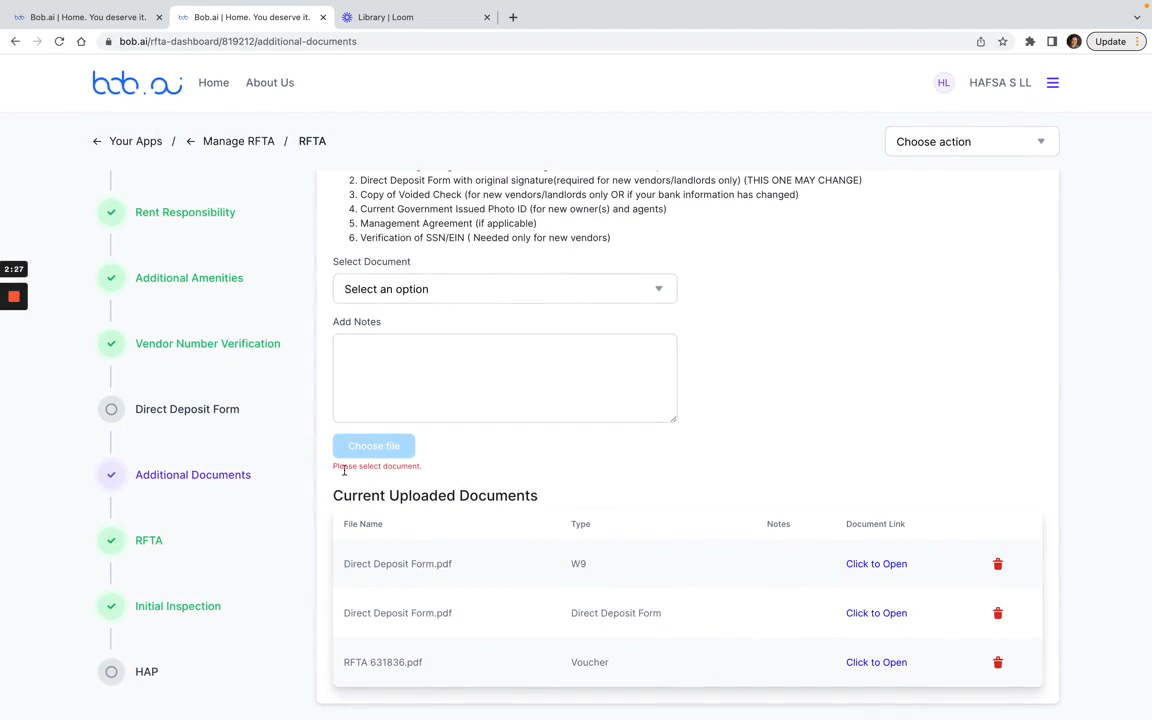 Bob.ai | Home. You deserve it.
Bob.ai | Home. You deserve it.
Library | Loom
bob.ai/rfta-dashboard/819212/additional-documents
Update
bob.ai
Home
About Us
HL
HAFSA S LL
← Your Apps / ← Manage RFTA / RFTA
Choose action
2:27
Rent Responsibility
Additional Amenities
Vendor Number Verification
Direct Deposit Form
Additional Documents
RFTA
Initial Inspection
HAP
2. Direct Deposit Form with original signature(required for new vendors/landlords only) (THIS ONE MAY CHANGE)
3. Copy of Voided Check (for new vendors/landlords only OR if your bank information has changed)
4. Current Government Issued Photo ID (for new owner(s) and agents)
5. Management Agreement (if applicable)
6. Verification of SSN/EIN ( Needed only for new vendors)
Select Document
Select an option
Add Notes
Choose file
Please select document.
Current Uploaded Documents
File Name Type Notes Document Link
Direct Deposit Form.pdf W9 Click to Open
Direct Deposit Form.pdf Direct Deposit Form Click to Open
RFTA 631836.pdf Voucher Click to Open